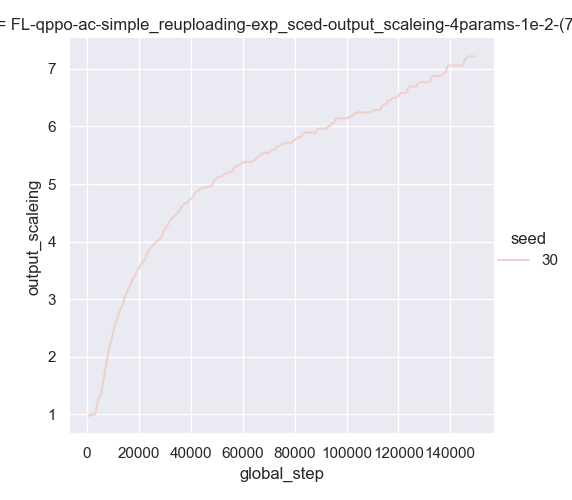 = FL-qppo-ac-simple_reuploading-exp_sced-output_scaleing-4params-1e-2-(7
7
6
5
4
3
2
1
output_scaleing
0 20000 40000 60000 80000 100000 120000 140000
global_step
seed
30